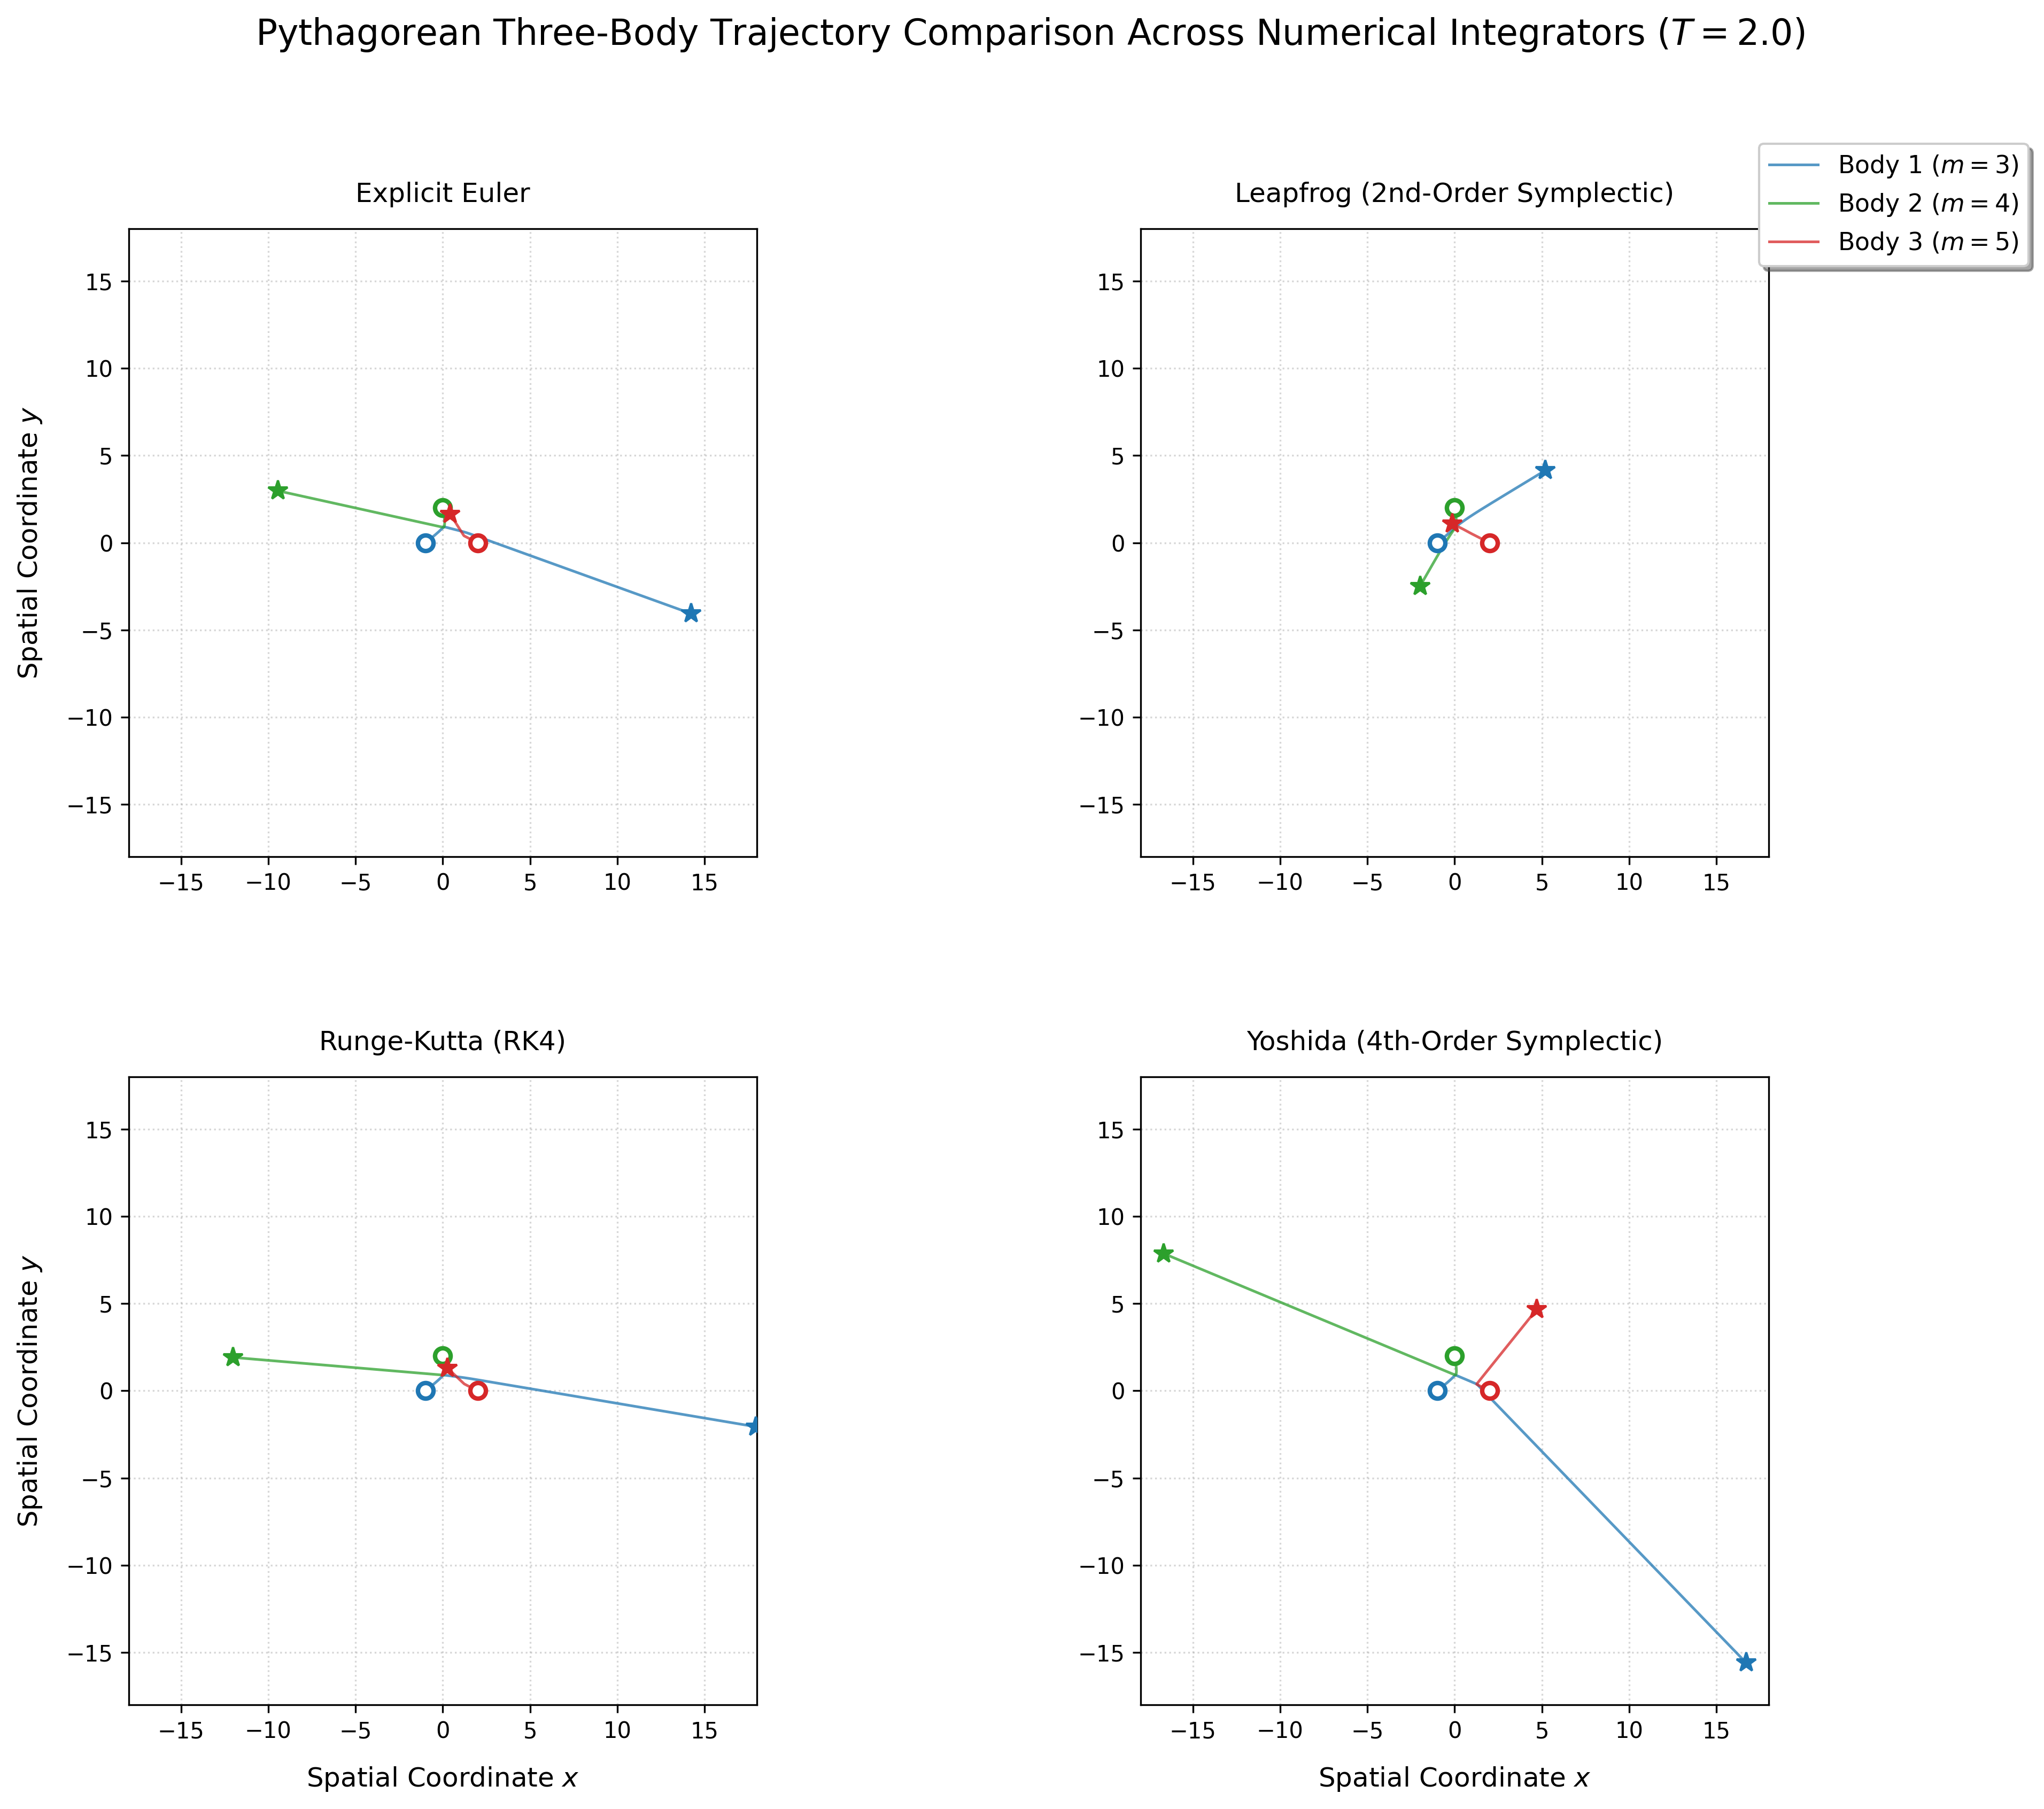 Pythagorean Three-Body Trajectory Comparison Across Numerical Integrators (T = 2.0)
Body 1 (m = 3)
Body 2 (m = 4)
Body 3 (m = 5)
Explicit Euler
Spatial Coordinate y
15
10
5
0
−5
−10
−15
−15 −10 −5 0 5 10 15
Leapfrog (2nd-Order Symplectic)
15
10
5
0
−5
−10
−15
−15 −10 −5 0 5 10 15
Runge-Kutta (RK4)
Spatial Coordinate y
15
10
5
0
−5
−10
−15
−15 −10 −5 0 5 10 15
Spatial Coordinate x
Yoshida (4th-Order Symplectic)
15
10
5
0
−5
−10
−15
−15 −10 −5 0 5 10 15
Spatial Coordinate x